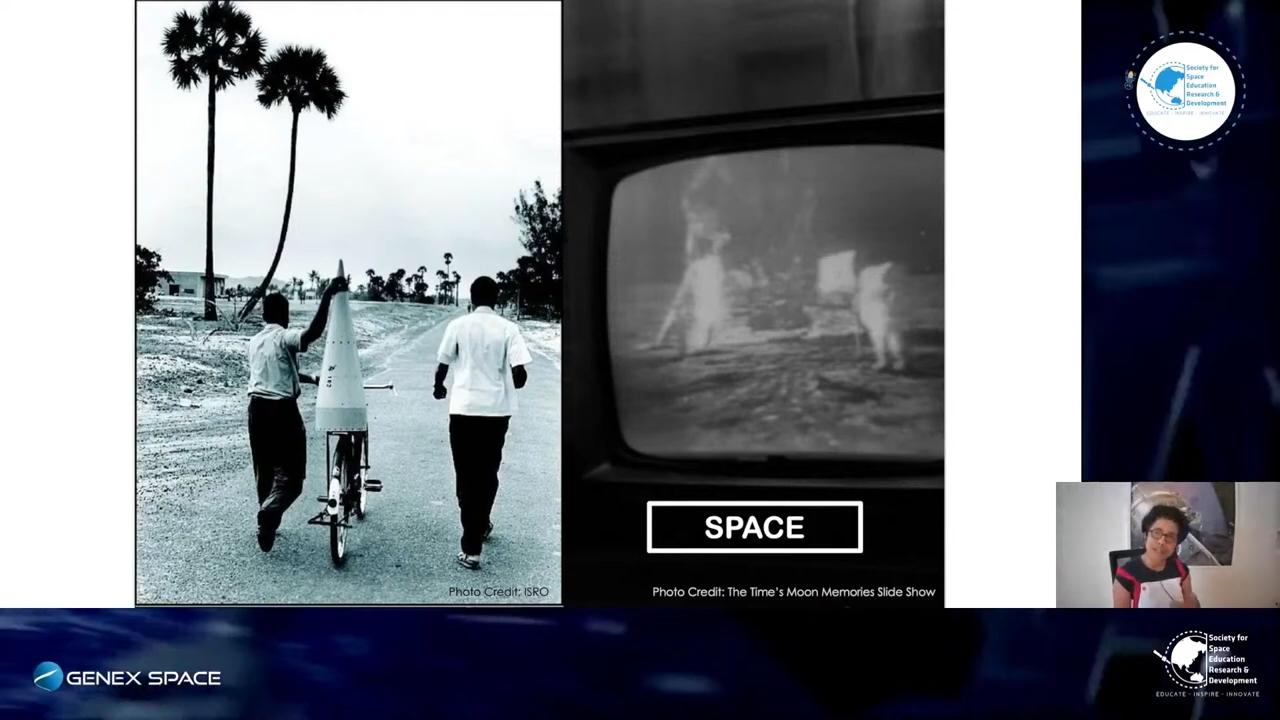 Society for
Space
Education
Research &
Development
EDUCATE - INSPIRE - INNOVATE
SPACE
Photo Credit: ISRO
Photo Credit: The Time's Moon Memories Slide Show
GENEX SPACE
Society for
Space
Education
Research &
Development
EDUCATE - INSPIRE - INNOVATE